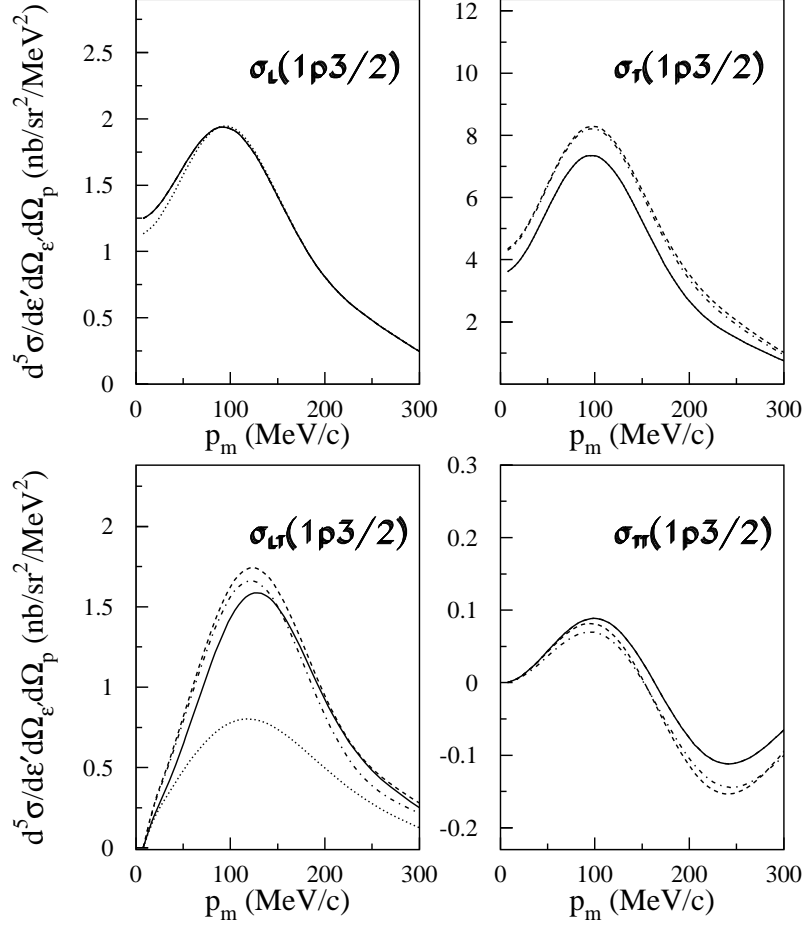 d⁵σ/dε′dΩε′dΩp (nb/sr²/MeV²)
σL(1p3/2)
2.5
2
1.5
1
0.5
0
0 100 200 300
pm (MeV/c)
σT(1p3/2)
12
10
8
6
4
2
0 100 200 300
pm (MeV/c)
d⁵σ/dε′dΩε′dΩp (nb/sr²/MeV²)
σLT(1p3/2)
2
1.5
1
0.5
0
0 100 200 300
pm (MeV/c)
σTT(1p3/2)
0.3
0.2
0.1
0
-0.1
-0.2
0 100 200 300
pm (MeV/c)